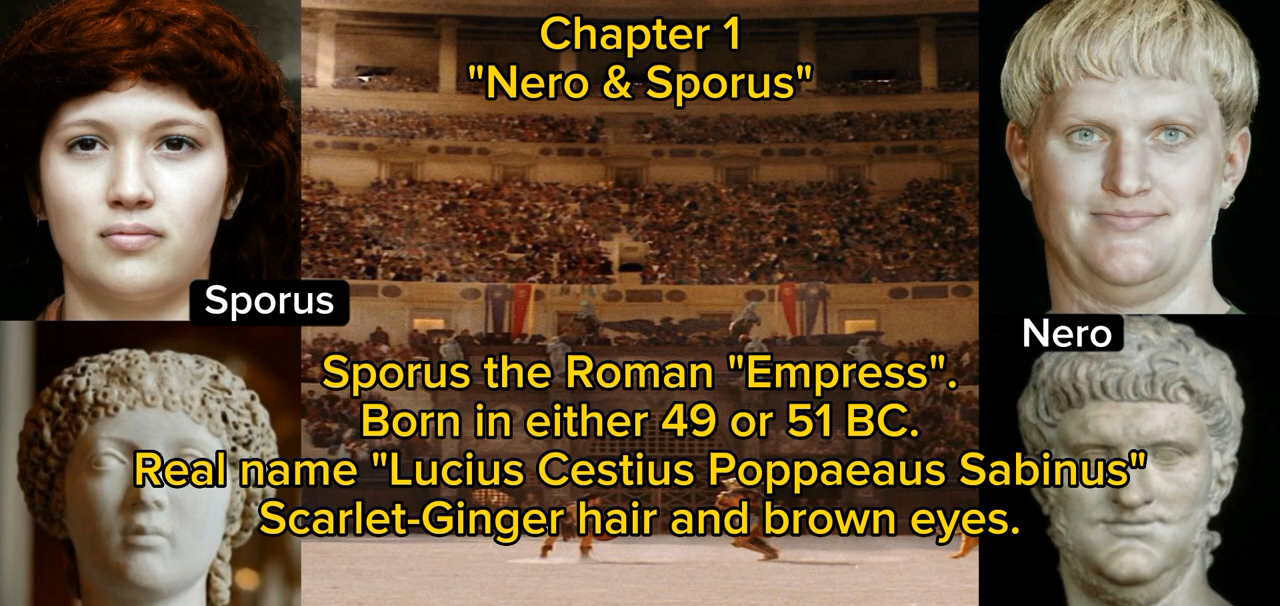 Chapter 1
"Nero & Sporus"
Sporus
Nero
Sporus the Roman "Empress".
Born in either 49 or 51 BC.
Real name "Lucius Cestius Poppaeaus Sabinus"
Scarlet-Ginger hair and brown eyes.